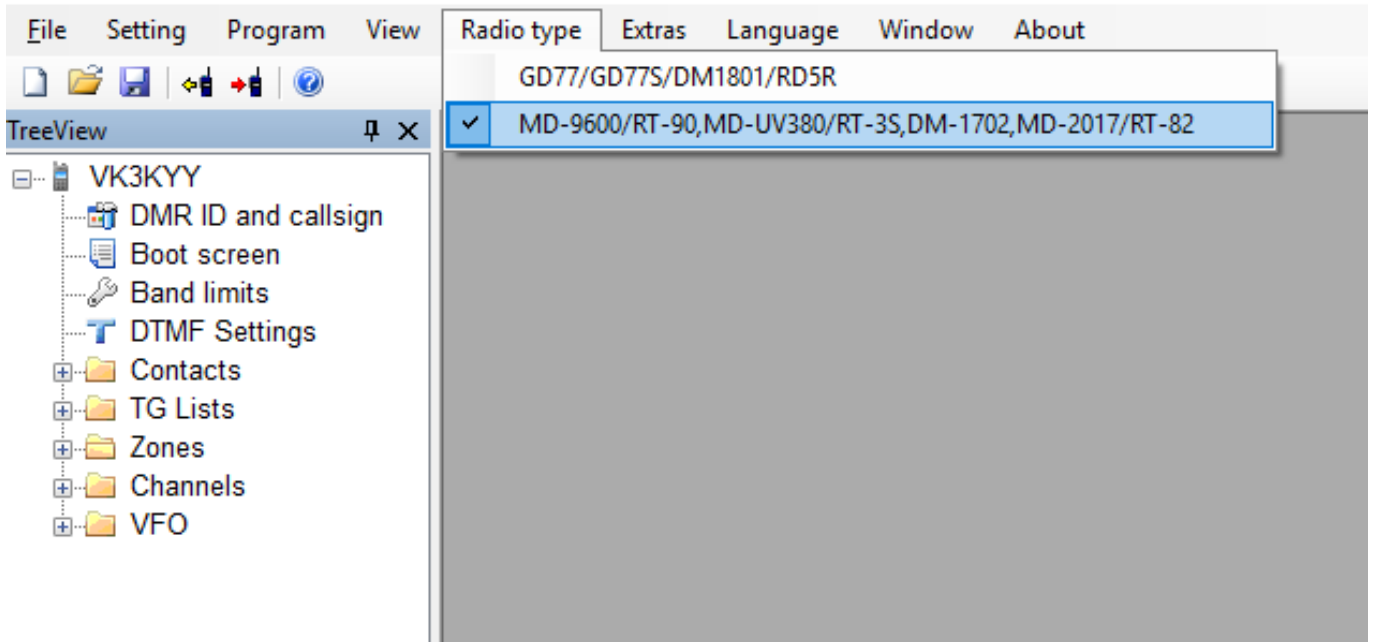 File Setting Program View Radio type Extras Language Window About
GD77/GD77S/DM1801/RD5R
MD-9600/RT-90,MD-UV380/RT-3S,DM-1702,MD-2017/RT-82
TreeView
VK3KYY
DMR ID and callsign
Boot screen
Band limits
DTMF Settings
Contacts
TG Lists
Zones
Channels
VFO